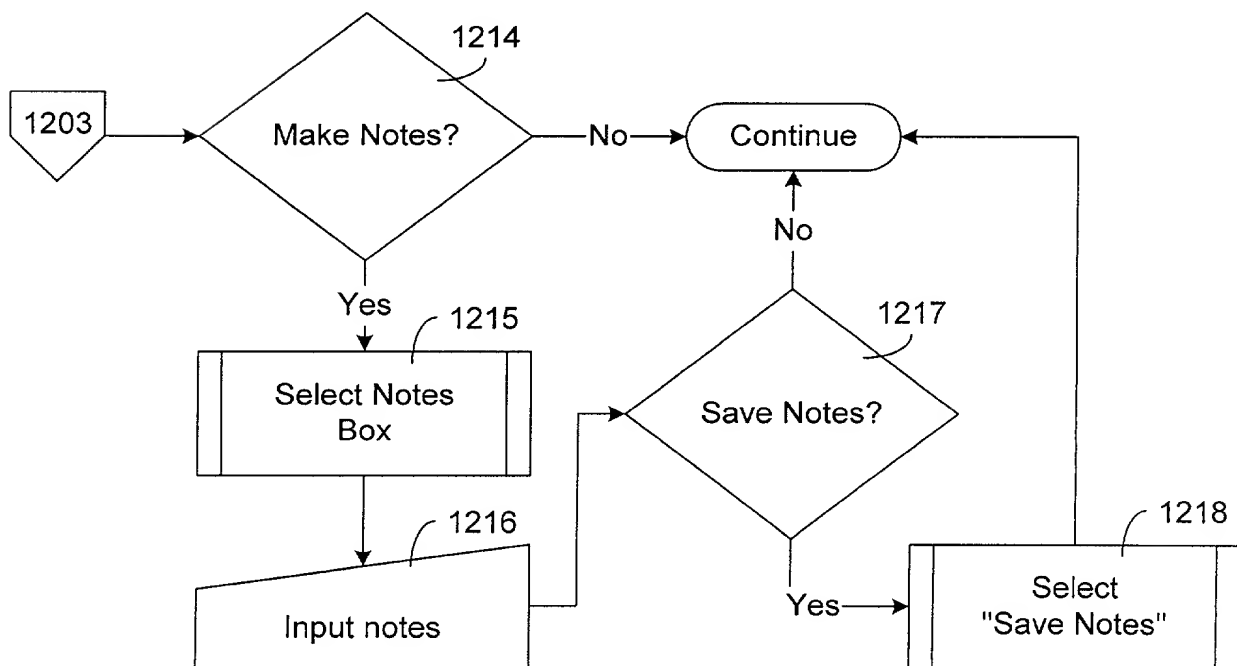 1214
1203
Make Notes?
No
Continue
No
Yes
1215
1217
Select Notes
Box
Save Notes?
1216
1218
Input notes
Yes
Select
"Save Notes"